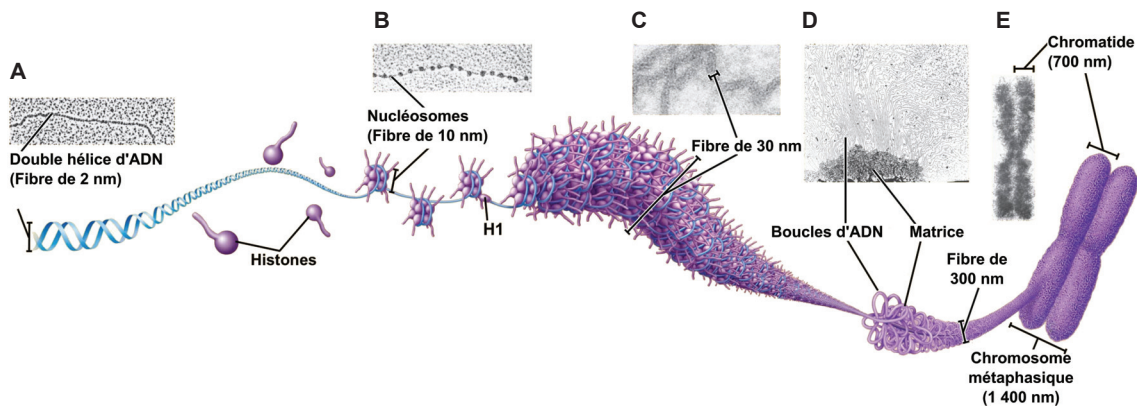 A
Double hélice d'ADN
(Fibre de 2 nm)
Histones
B
Nucléosomes
(Fibre de 10 nm)
H1
C
Fibre de 30 nm
D
Boucles d'ADN
Matrice
Fibre de
300 nm
E
Chromatide
(700 nm)
Chromosome
métaphasique
(1 400 nm)